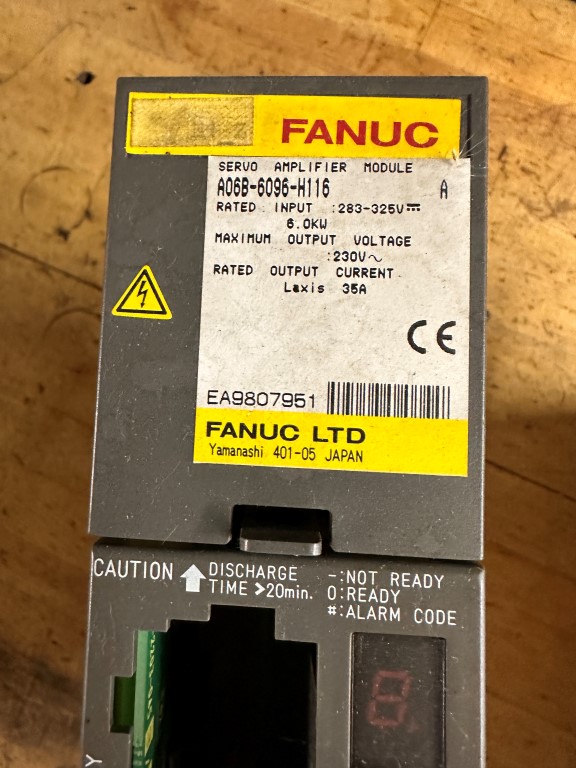 FANUC
SERVO AMPLIFIER MODULE
A06B-6096-H116 A
RATED INPUT :283-325V⎓
6.0KW
MAXIMUM OUTPUT VOLTAGE
:230V～
RATED OUTPUT CURRENT
Laxis 35A
CE
EA9807951
FANUC LTD
Yamanashi 401-05 JAPAN
CAUTION ⬆ DISCHARGE TIME >20min.
-:NOT READY
0:READY
#:ALARM CODE
8
Y